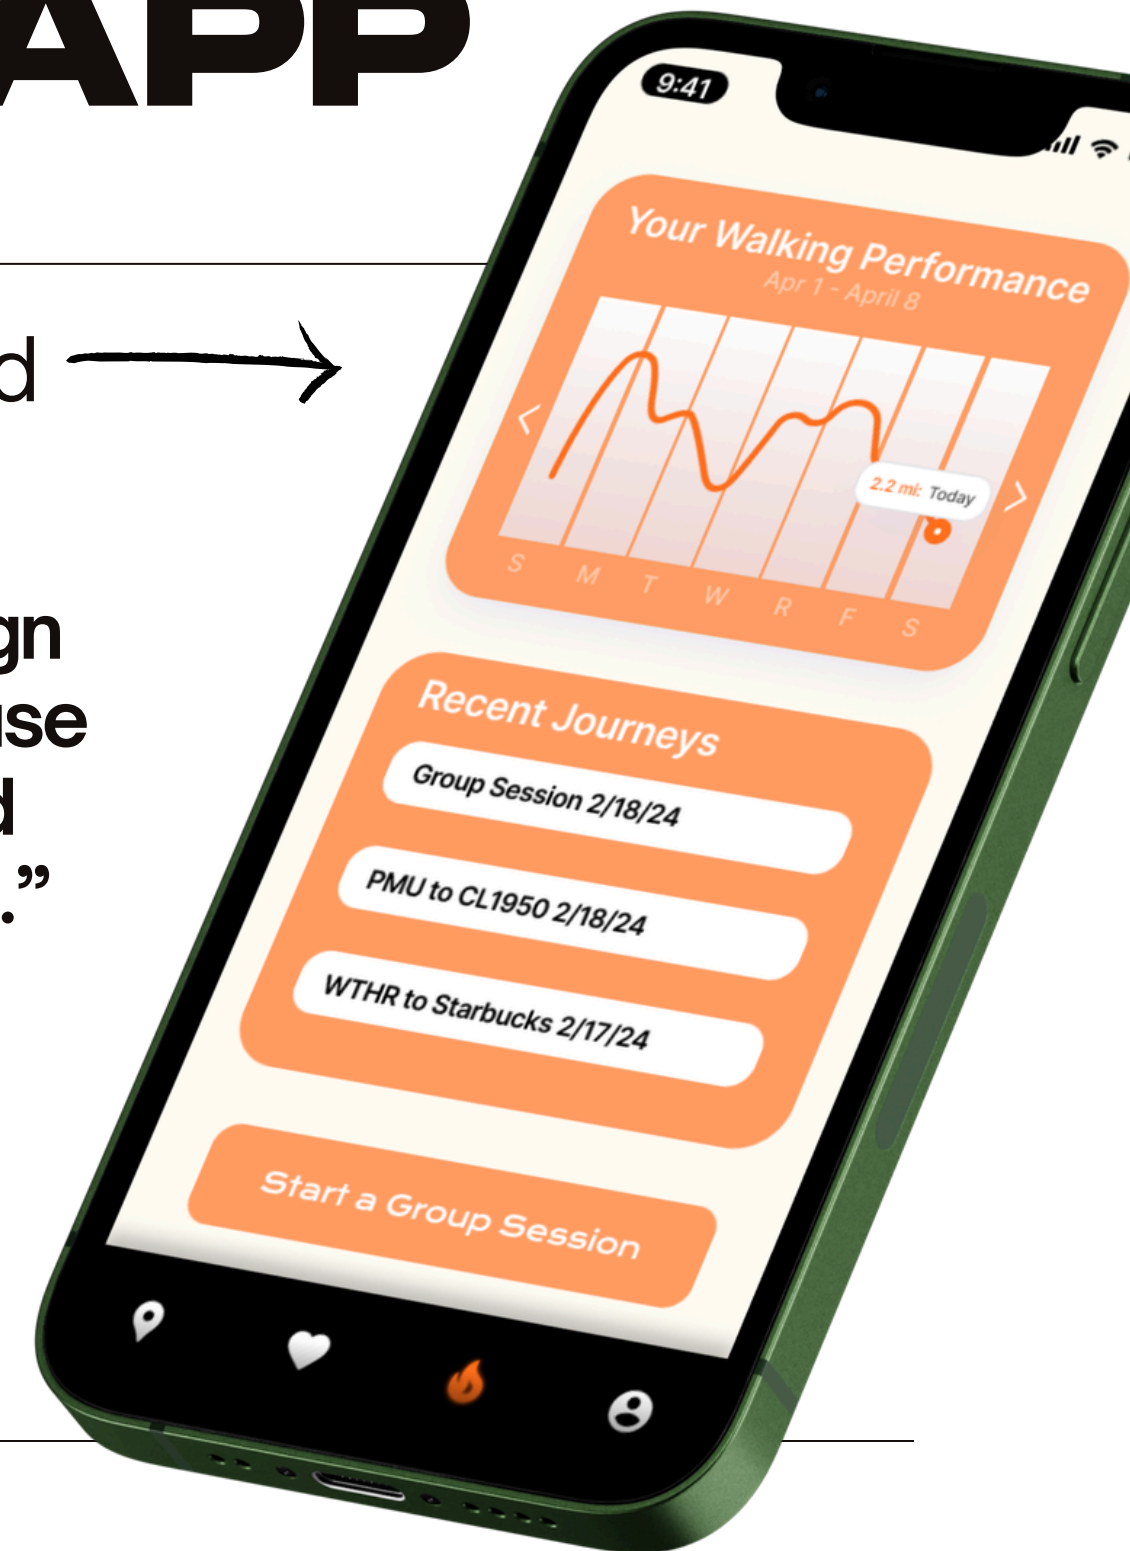 APP
9:41
Your Walking Performance
Apr 1 - April 8
2.2 mi: Today
S M T W R F S
d
gn
use
d
.”
Recent Journeys
Group Session 2/18/24
PMU to CL1950 2/18/24
WTHR to Starbucks 2/17/24
Start a Group Session